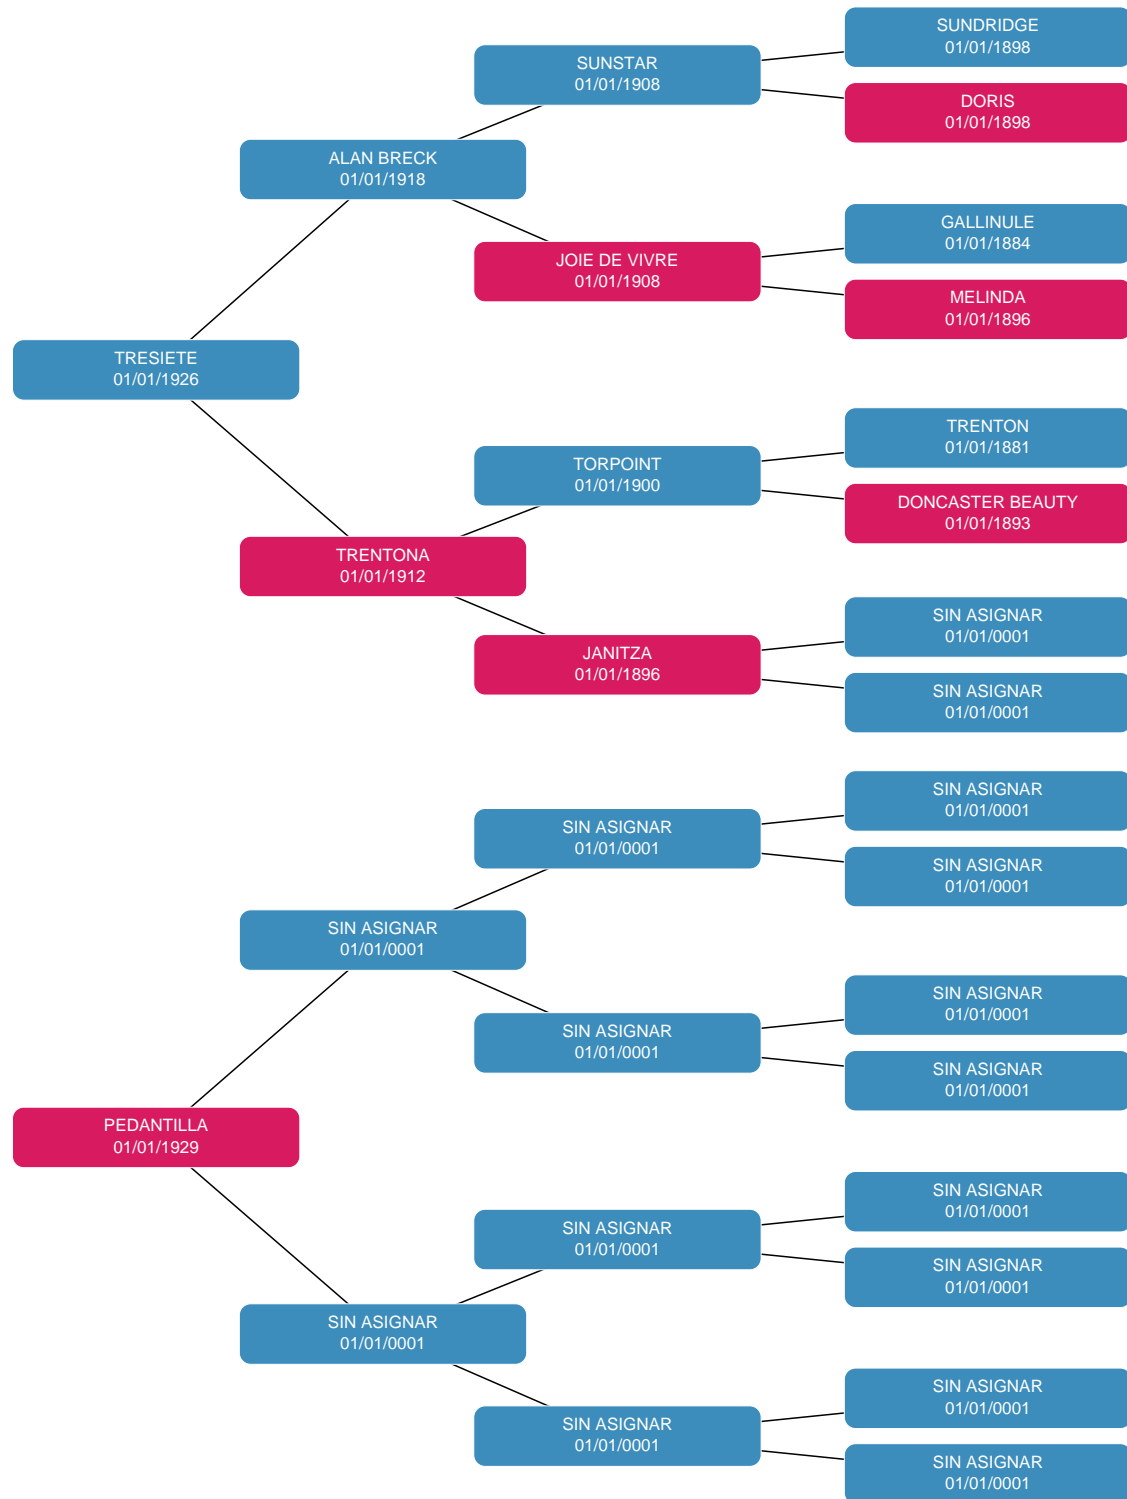 SUNDRIDGE
01/01/1898
SUNSTAR
01/01/1908
DORIS
01/01/1898
ALAN BRECK
01/01/1918
GALLINULE
01/01/1884
JOIE DE VIVRE
01/01/1908
MELINDA
01/01/1896
TRESIETE
01/01/1926
TRENTON
01/01/1881
TORPOINT
01/01/1900
DONCASTER BEAUTY
01/01/1893
TRENTONA
01/01/1912
SIN ASIGNAR
01/01/0001
JANITZA
01/01/1896
SIN ASIGNAR
01/01/0001
SIN ASIGNAR
01/01/0001
SIN ASIGNAR
01/01/0001
SIN ASIGNAR
01/01/0001
SIN ASIGNAR
01/01/0001
SIN ASIGNAR
01/01/0001
SIN ASIGNAR
01/01/0001
SIN ASIGNAR
01/01/0001
PEDANTILLA
01/01/1929
SIN ASIGNAR
01/01/0001
SIN ASIGNAR
01/01/0001
SIN ASIGNAR
01/01/0001
SIN ASIGNAR
01/01/0001
SIN ASIGNAR
01/01/0001
SIN ASIGNAR
01/01/0001
SIN ASIGNAR
01/01/0001